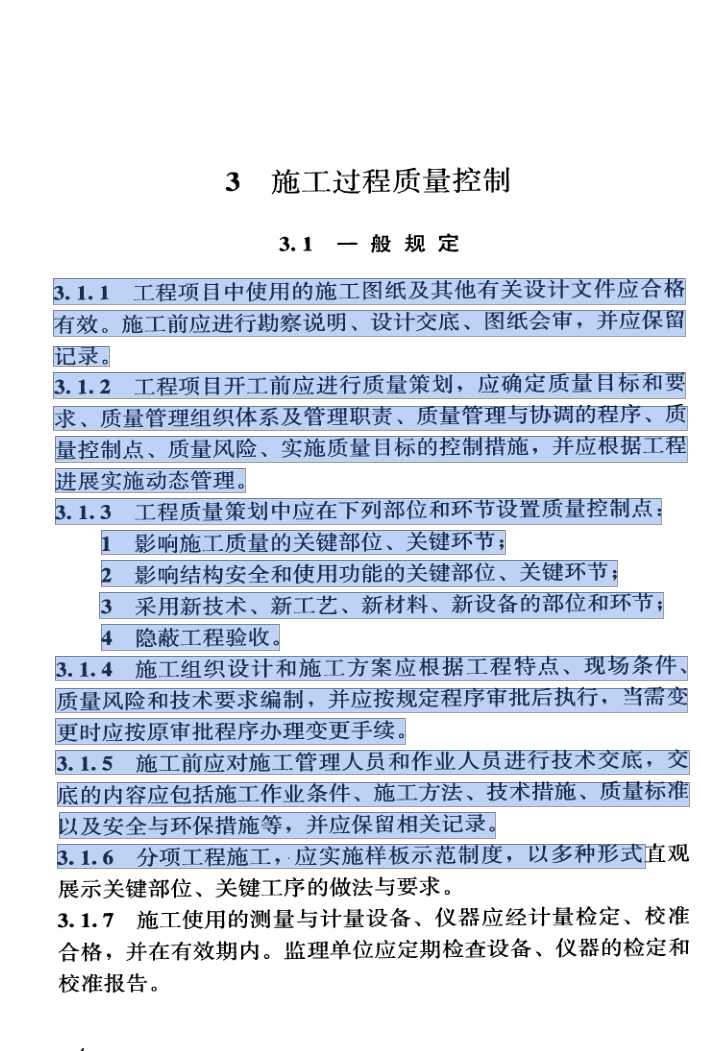 3 施工过程质量控制
3.1 一般规定
3.1.1 工程项目中使用的施工图纸及其他有关设计文件应合格
有效。施工前应进行勘察说明、设计交底、图纸会审，并应保留
记录。
3.1.2 工程项目开工前应进行质量策划，应确定质量目标和要
求、质量管理组织体系及管理职责、质量管理与协调的程序、质
量控制点、质量风险、实施质量目标的控制措施，并应根据工程
进展实施动态管理。
3.1.3 工程质量策划中应在下列部位和环节设置质量控制点：
1 影响施工质量的关键部位、关键环节；
2 影响结构安全和使用功能的关键部位、关键环节；
3 采用新技术、新工艺、新材料、新设备的部位和环节；
4 隐蔽工程验收。
3.1.4 施工组织设计和施工方案应根据工程特点、现场条件、
质量风险和技术要求编制，并应按规定程序审批后执行，当需变
更时应按原审批程序办理变更手续。
3.1.5 施工前应对施工管理人员和作业人员进行技术交底，交
底的内容应包括施工作业条件、施工方法、技术措施、质量标准
以及安全与环保措施等，并应保留相关记录。
3.1.6 分项工程施工，应实施样板示范制度，以多种形式直观
展示关键部位、关键工序的做法与要求。
3.1.7 施工使用的测量与计量设备、仪器应经计量检定、校准
合格，并在有效期内。监理单位应定期检查设备、仪器的检定和
校准报告。